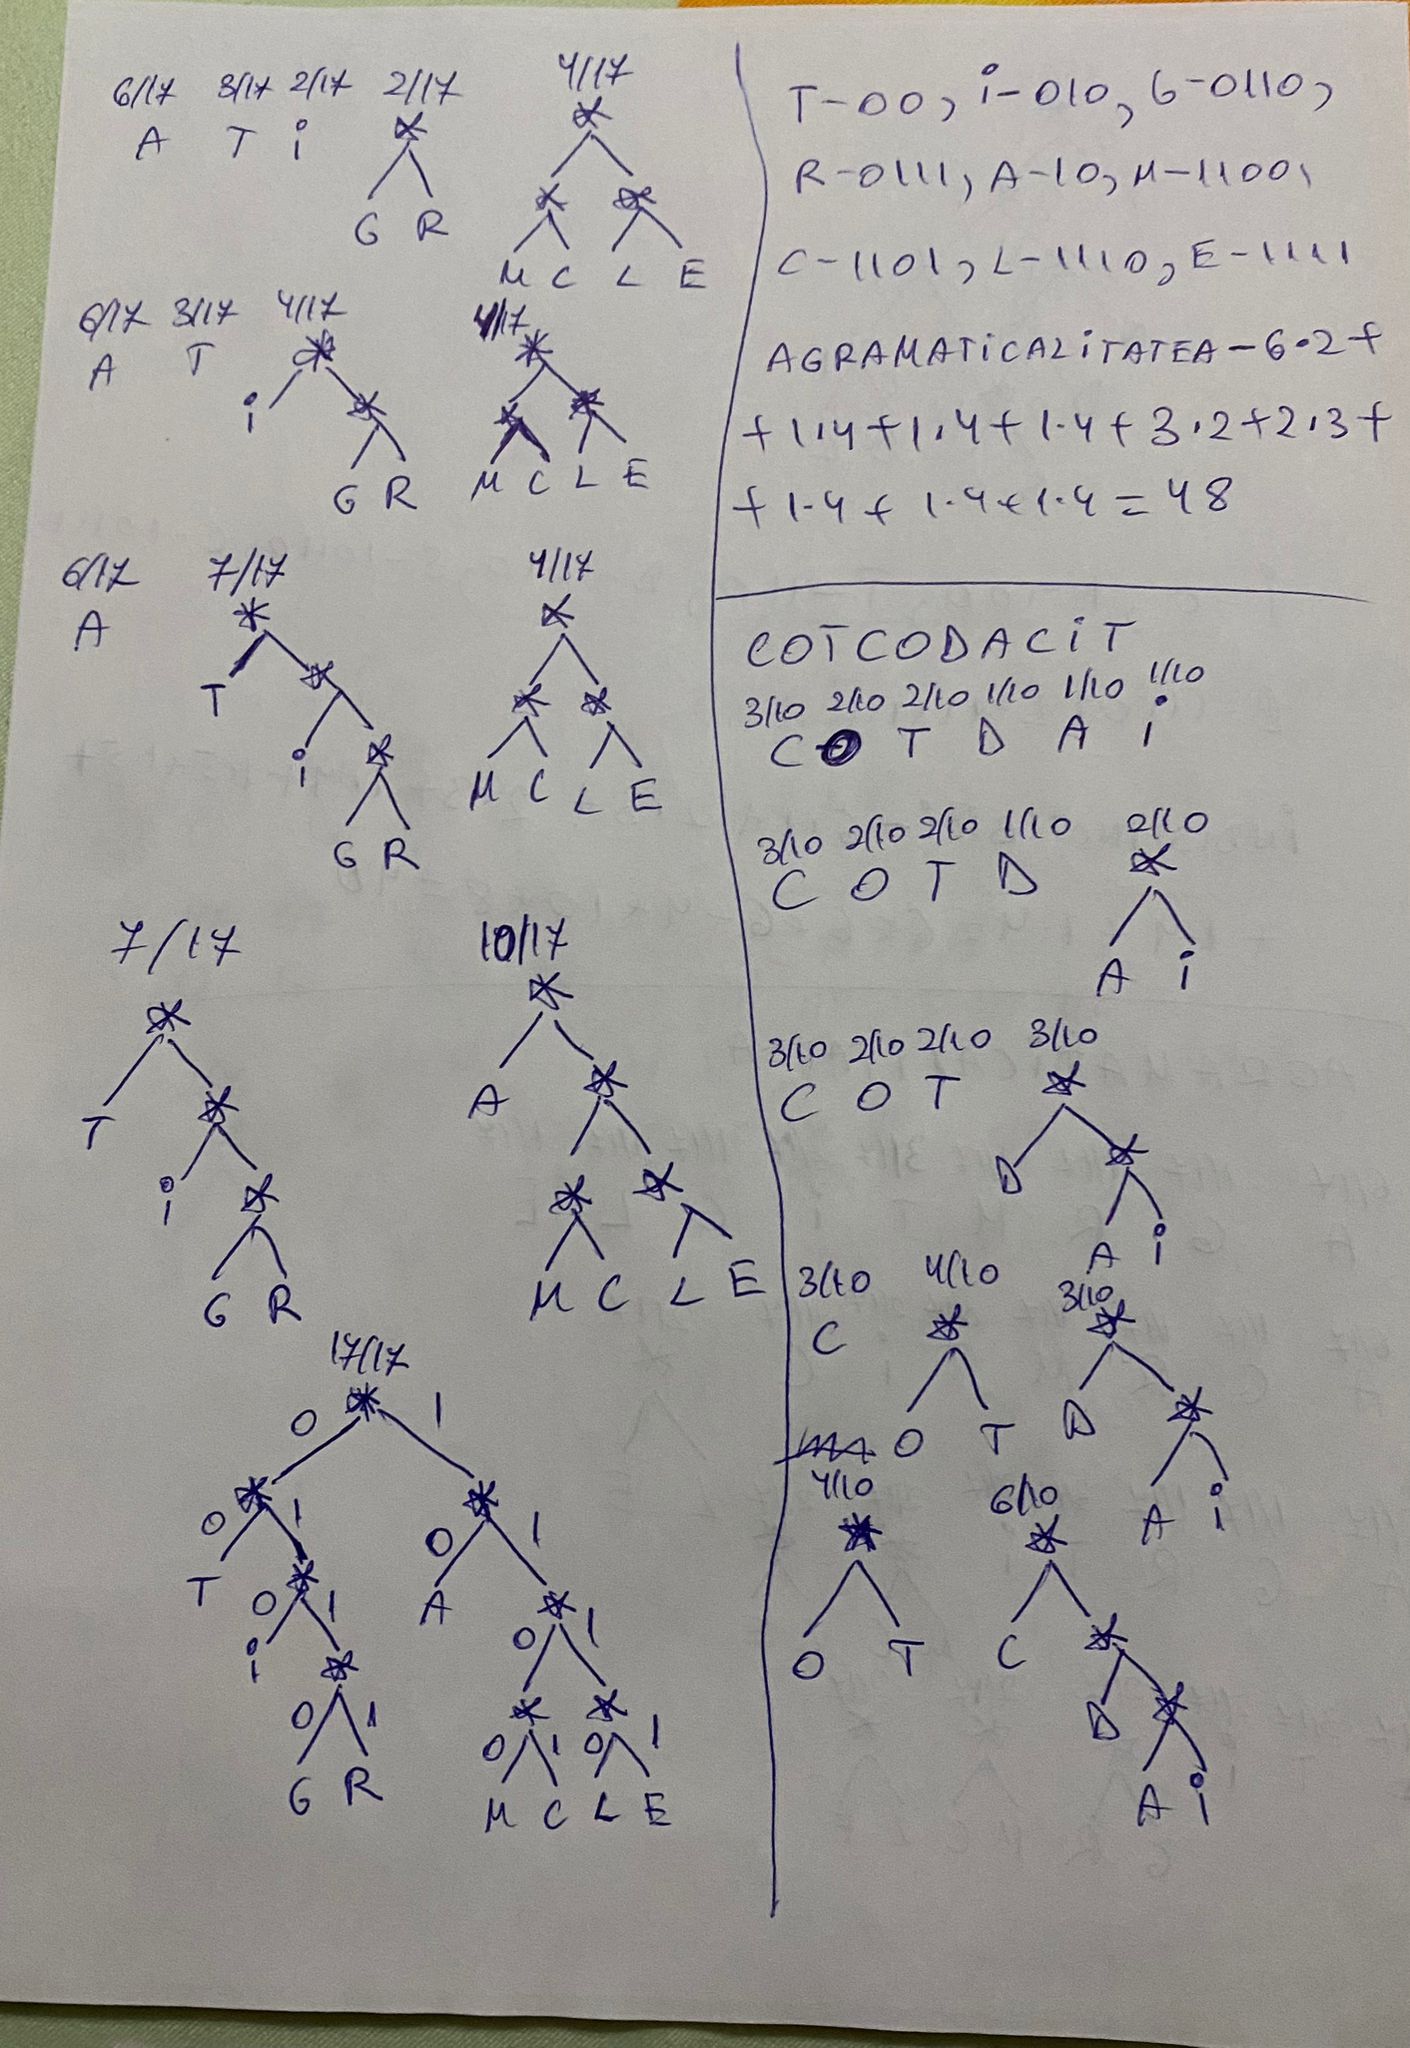 6/17 3/17 2/17 2/17 4/17
A T i *
*
G R
* *
M C L E
6/17 3/17 4/17 4/17
A T * *
i * * *
G R M C L E
6/17 7/17 4/17
A * *
T * * *
i * M C L E
G R
7/17 10/17
* *
T * A *
i * * *
G R M C L E
17/17
*
0 1
* *
0 1 0 1
T * A *
0 1 0 1
i * * *
0 1 0 1 0 1
G R M C L E
T-00, i-010, G-0110,
R-0111, A-10, M-1100,
C-1101, L-1110, E-1111
AGRAMATiCALiTATEA-6·2+
+1·4+1·4+1·4+3·2+2·3+
+1·4+1·4+1·4=48
COTCODACiT
3/10 2/10 2/10 1/10 1/10 1/10
C O T D A i
3/10 2/10 2/10 1/10 2/10
C O T D *
A i
3/10 2/10 2/10 3/10
C O T *
D *
A i
3/10 4/10 3/10
C * *
O T D *
A i
4/10 6/10
* *
O T C *
D *
A i